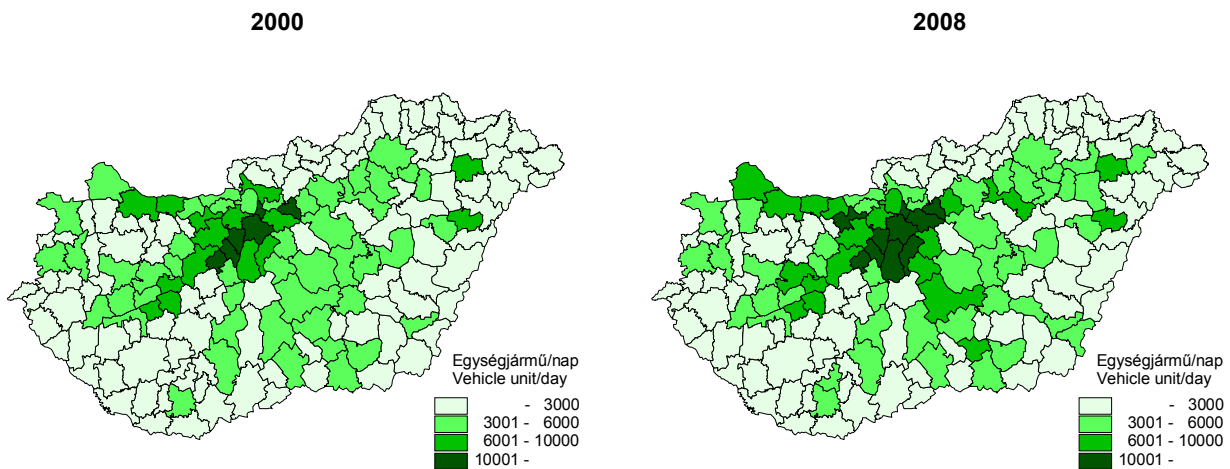 2000
2008
Egységjármű/nap
Vehicle unit/day
- 3000
3001 - 6000
6001 - 10000
10001 -
Egységjármű/nap
Vehicle unit/day
- 3000
3001 - 6000
6001 - 10000
10001 -